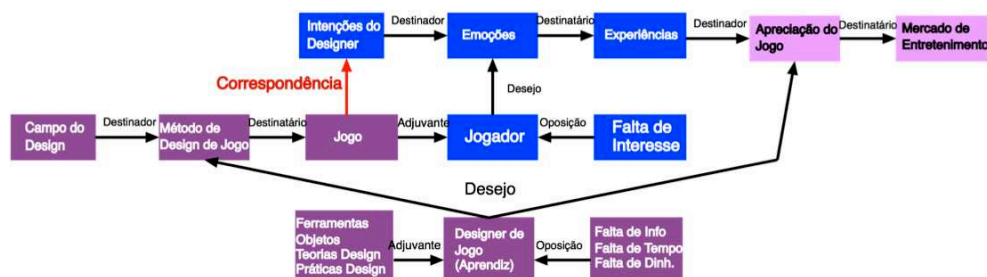 Intenções do
Designer
Destinador
Emoções
Destinatário
Experiências
Destinador
Apreciação do
Jogo
Destinatário
Mercado de
Entretenimento
Correspondência
Desejo
Campo do
Design
Destinador
Método de
Design de Jogo
Destinatário
Jogo
Adjuvante
Jogador
Oposição
Falta de
Interesse
Desejo
Ferramentas
Objetos
Teorias Design
Práticas Design
Adjuvante
Designer de
Jogo
(Aprendiz)
Oposição
Falta de Info
Falta de Tempo
Falta de Dinh.